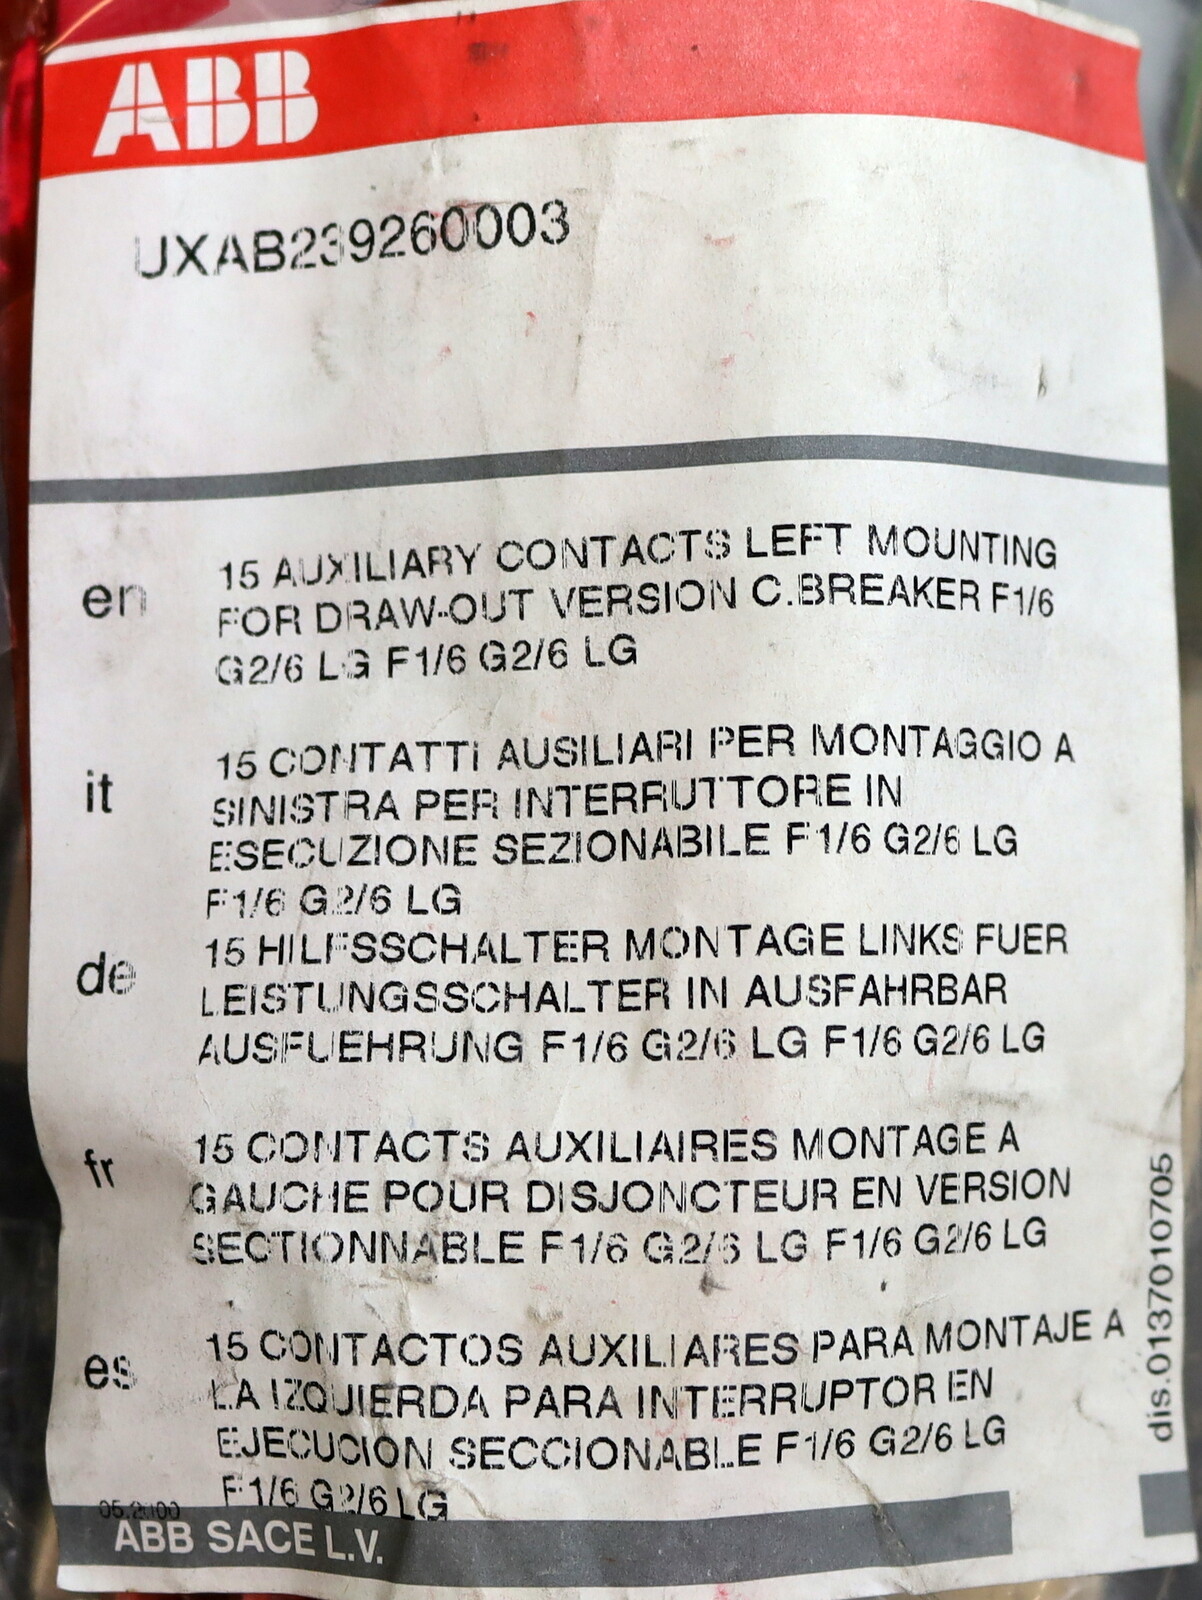 ABB
UXAB239260003
en
15 AUXILIARY CONTACTS LEFT MOUNTING
FOR DRAW-OUT VERSION C.BREAKER F1/6
G2/6 LG F1/6 G2/6 LG
it
15 CONTATTI AUSILIARI PER MONTAGGIO A
SINISTRA PER INTERRUTTORE IN
ESECUZIONE SEZIONABILE F1/6 G2/6 LG
F1/6 G2/6 LG
de
15 HILFSSCHALTER MONTAGE LINKS FUER
LEISTUNGSSCHALTER IN AUSFAHRBAR
AUSFUEHRUNG F1/6 G2/6 LG F1/6 G2/6 LG
fr
15 CONTACTS AUXILIAIRES MONTAGE A
GAUCHE POUR DISJONCTEUR EN VERSION
SECTIONNABLE F1/6 G2/6 LG F1/6 G2/6 LG
es
15 CONTACTOS AUXILIARES PARA MONTAJE A
LA IZQUIERDA PARA INTERRUPTOR EN
EJECUCION SECCIONABLE F1/6 G2/6 LG
F1/6 G2/6 LG
05.2000
ABB SACE L.V.
dis.01370107​05